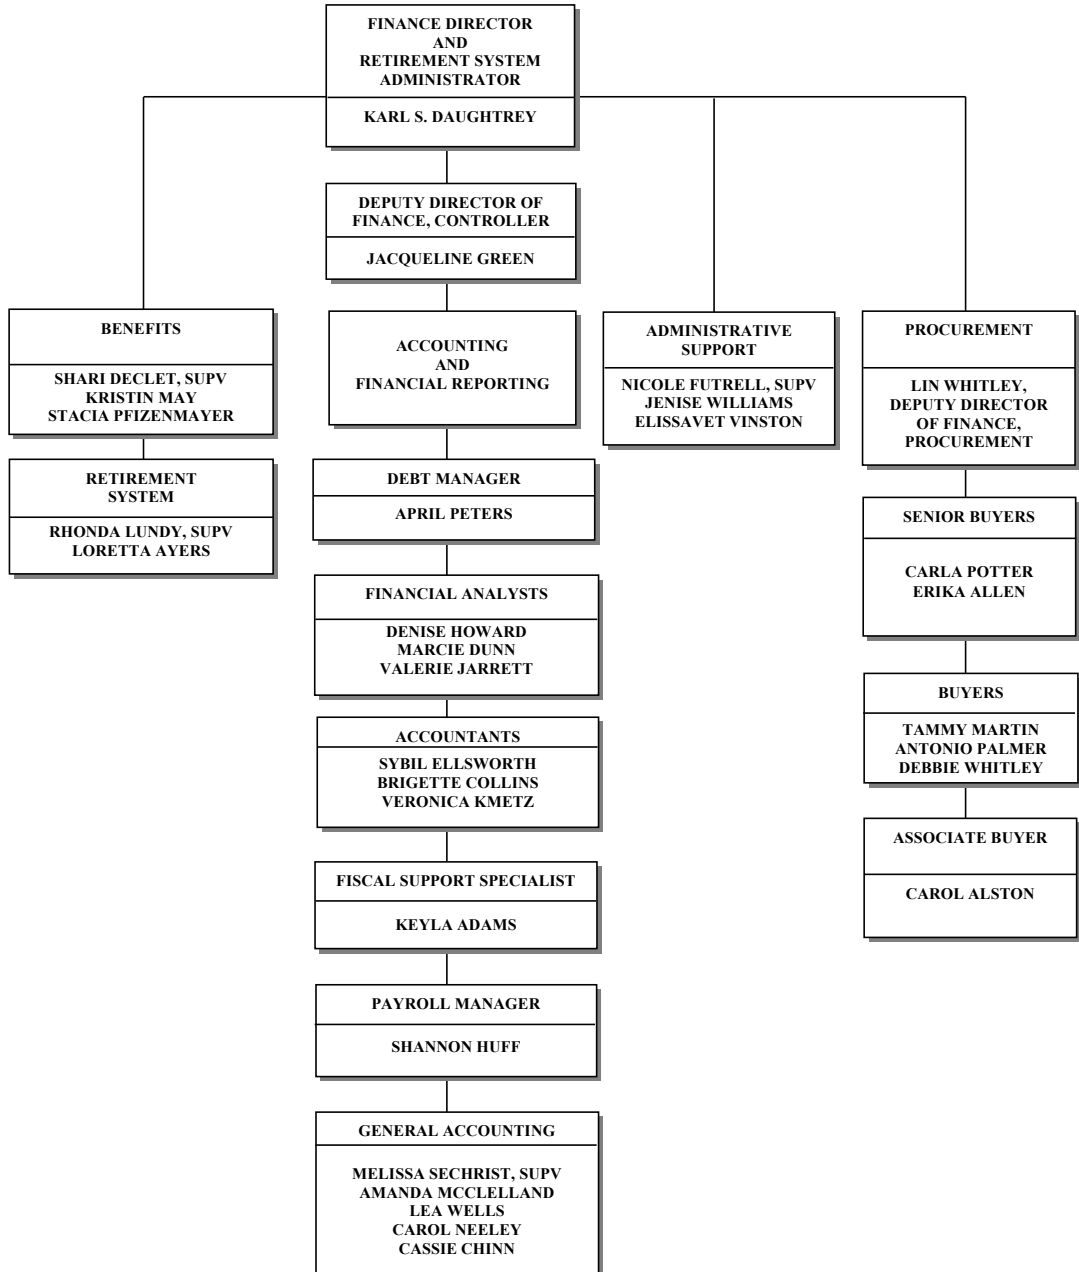 FINANCE DIRECTOR
AND
RETIREMENT SYSTEM
ADMINISTRATOR
KARL S. DAUGHTREY
DEPUTY DIRECTOR OF
FINANCE, CONTROLLER
JACQUELINE GREEN
BENEFITS
SHARI DECLET, SUPV
KRISTIN MAY
STACIA PFIZENMAYER
RETIREMENT
SYSTEM
RHONDA LUNDY, SUPV
LORETTA AYERS
ACCOUNTING
AND
FINANCIAL REPORTING
DEBT MANAGER
APRIL PETERS
FINANCIAL ANALYSTS
DENISE HOWARD
MARCIE DUNN
VALERIE JARRETT
ACCOUNTANTS
SYBIL ELLSWORTH
BRIGETTE COLLINS
VERONICA KMETZ
FISCAL SUPPORT SPECIALIST
KEYLA ADAMS
PAYROLL MANAGER
SHANNON HUFF
GENERAL ACCOUNTING
MELISSA SECHRIST, SUPV
AMANDA MCCLELLAND
LEA WELLS
CAROL NEELEY
CASSIE CHINN
ADMINISTRATIVE
SUPPORT
NICOLE FUTRELL, SUPV
JENISE WILLIAMS
ELISSAVET VINSTON
PROCUREMENT
LIN WHITLEY,
DEPUTY DIRECTOR
OF FINANCE,
PROCUREMENT
SENIOR BUYERS
CARLA POTTER
ERIKA ALLEN
BUYERS
TAMMY MARTIN
ANTONIO PALMER
DEBBIE WHITLEY
ASSOCIATE BUYER
CAROL ALSTON